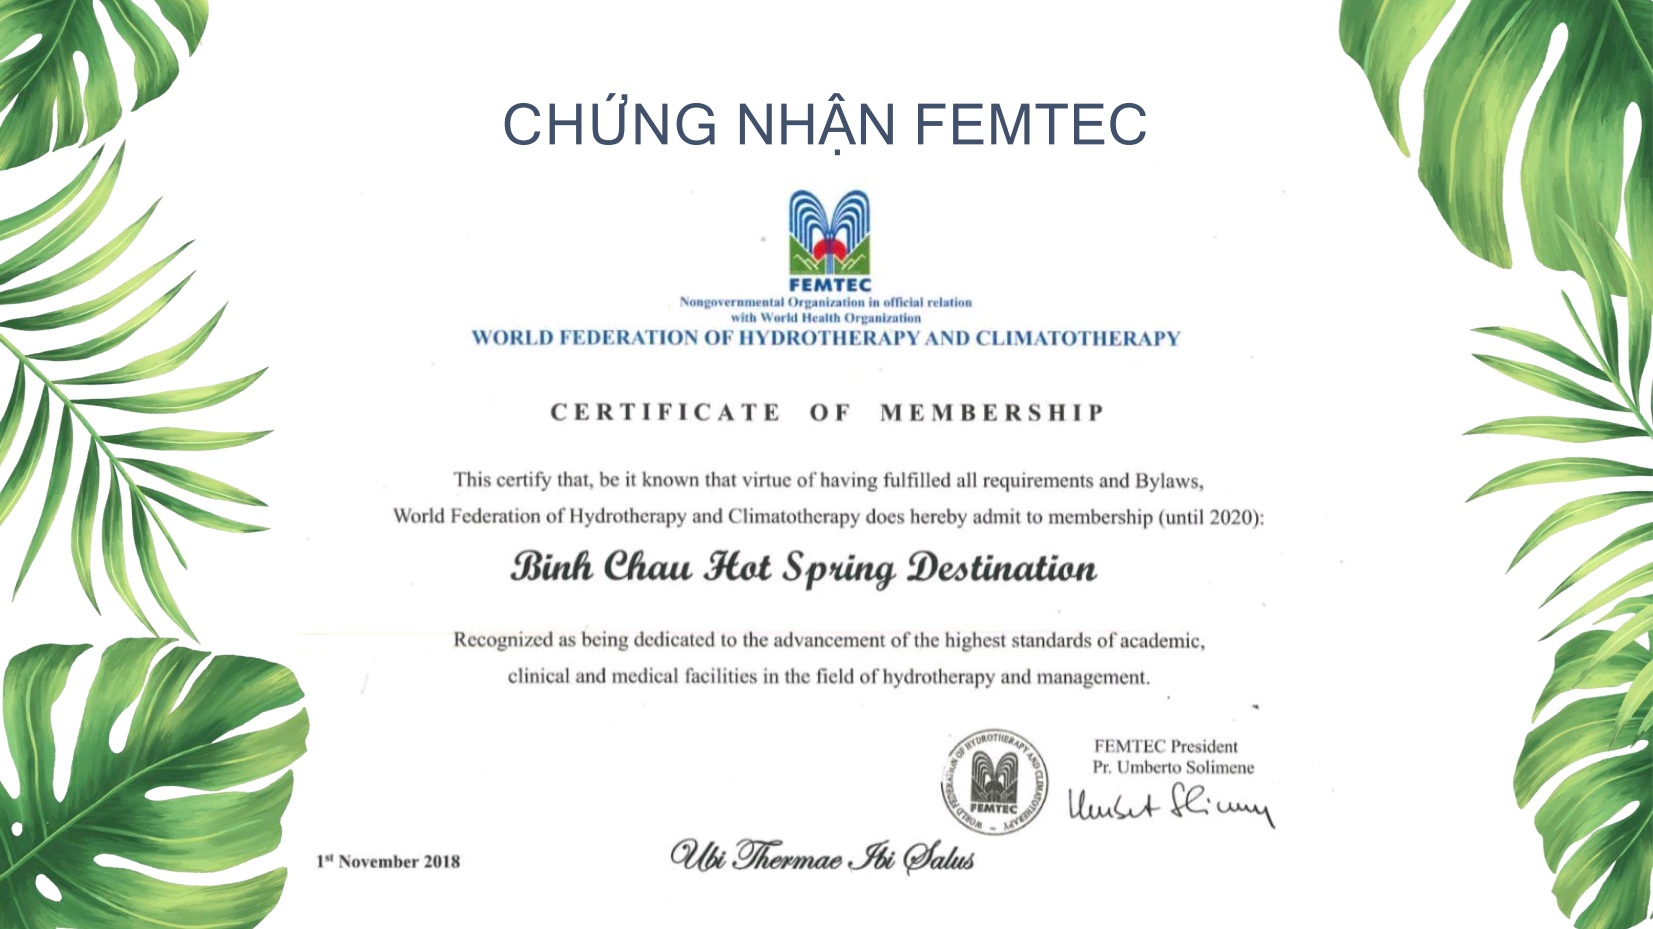 CHỨNG NHẬN FEMTEC
FEMTEC
Nongovernmental Organization in official relation
with World Health Organization
WORLD FEDERATION OF HYDROTHERAPY AND CLIMATOTHERAPY
CERTIFICATE OF MEMBERSHIP
This certify that, be it known that virtue of having fulfilled all requirements and Bylaws,
World Federation of Hydrotherapy and Climatotherapy does hereby admit to membership (until 2020):
Binh Chau Hot Spring Destination
Recognized as being dedicated to the advancement of the highest standards of academic,
clinical and medical facilities in the field of hydrotherapy and management.
WORLD FEDERATION OF HYDROTHERAPY AND CLIMATOTHERAPY
FEMTEC
FEMTEC President
Pr. Umberto Solimene
1st November 2018
Ubi Thermae Ibi Salus